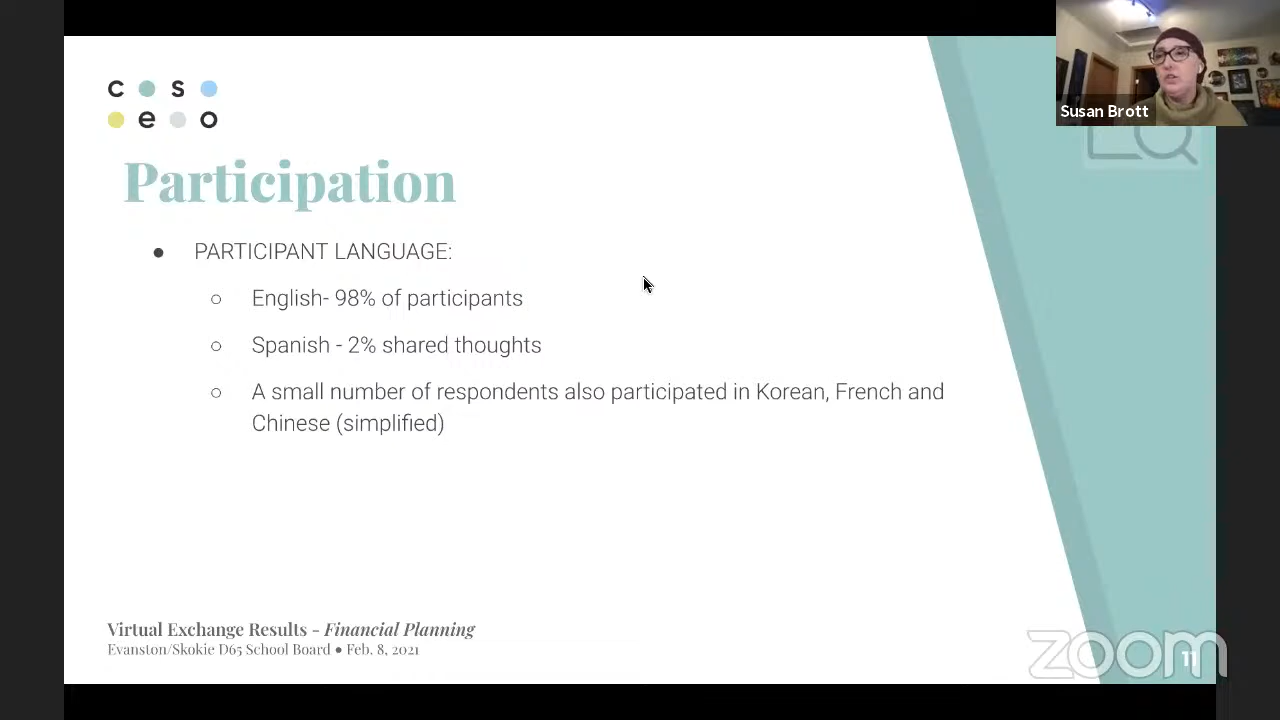 c s
e o
Susan Brott
Participation
● PARTICIPANT LANGUAGE:
○ English- 98% of participants
○ Spanish - 2% shared thoughts
○ A small number of respondents also participated in Korean, French and
Chinese (simplified)
Virtual Exchange Results - Financial Planning
Evanston/Skokie D65 School Board ● Feb. 8, 2021
zoom
11